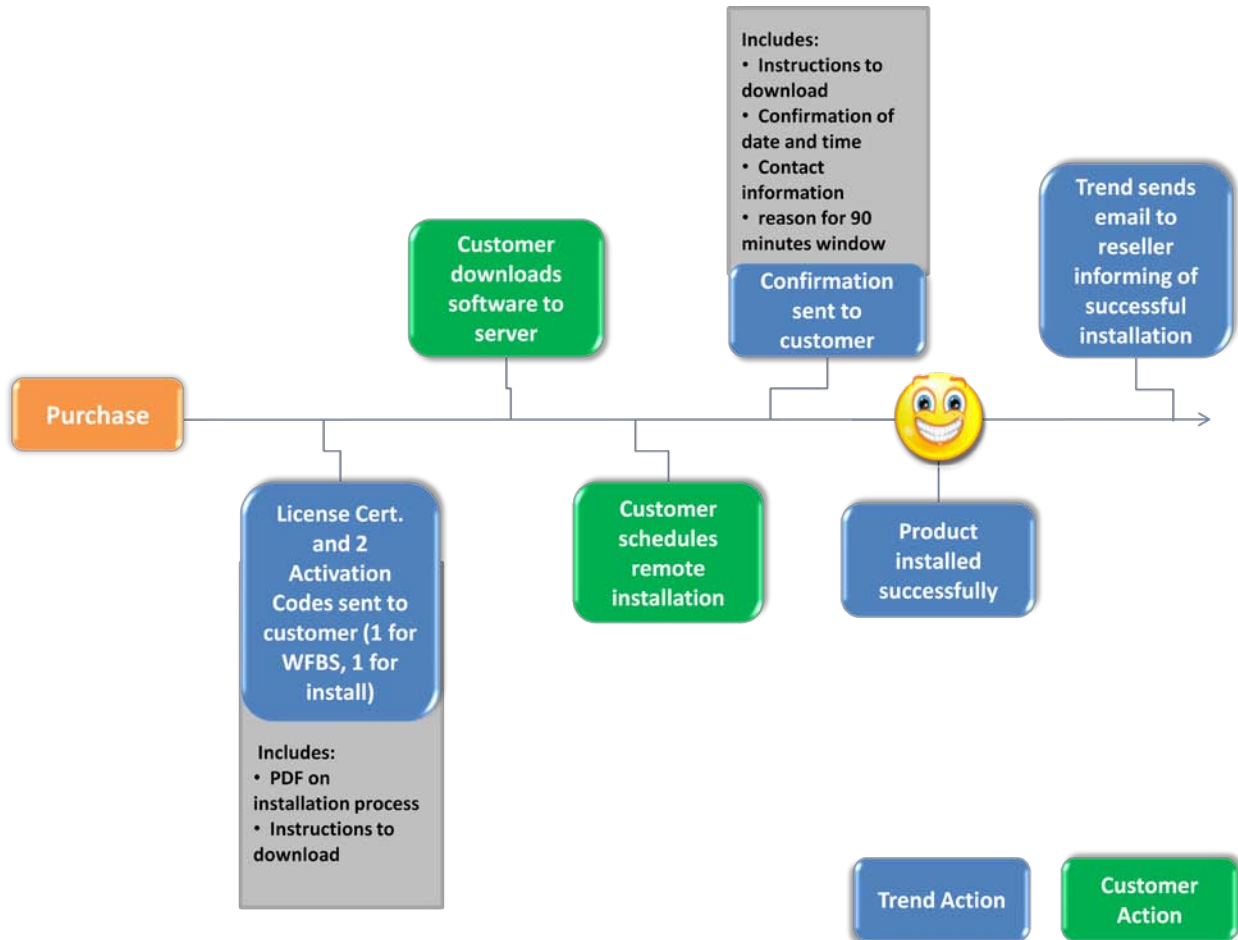 Includes:
• Instructions to
download
• Confirmation of
date and time
• Contact
information
• reason for 90
minutes window
Confirmation
sent to
customer
Trend sends
email to
reseller
informing of
successful
installation
Customer
downloads
software to
server
Purchase
License Cert.
and 2
Activation
Codes sent to
customer (1 for
WFBS, 1 for
install)
Includes:
• PDF on
installation process
• Instructions to
download
Customer
schedules
remote
installation
Product
installed
successfully
Trend Action
Customer
Action